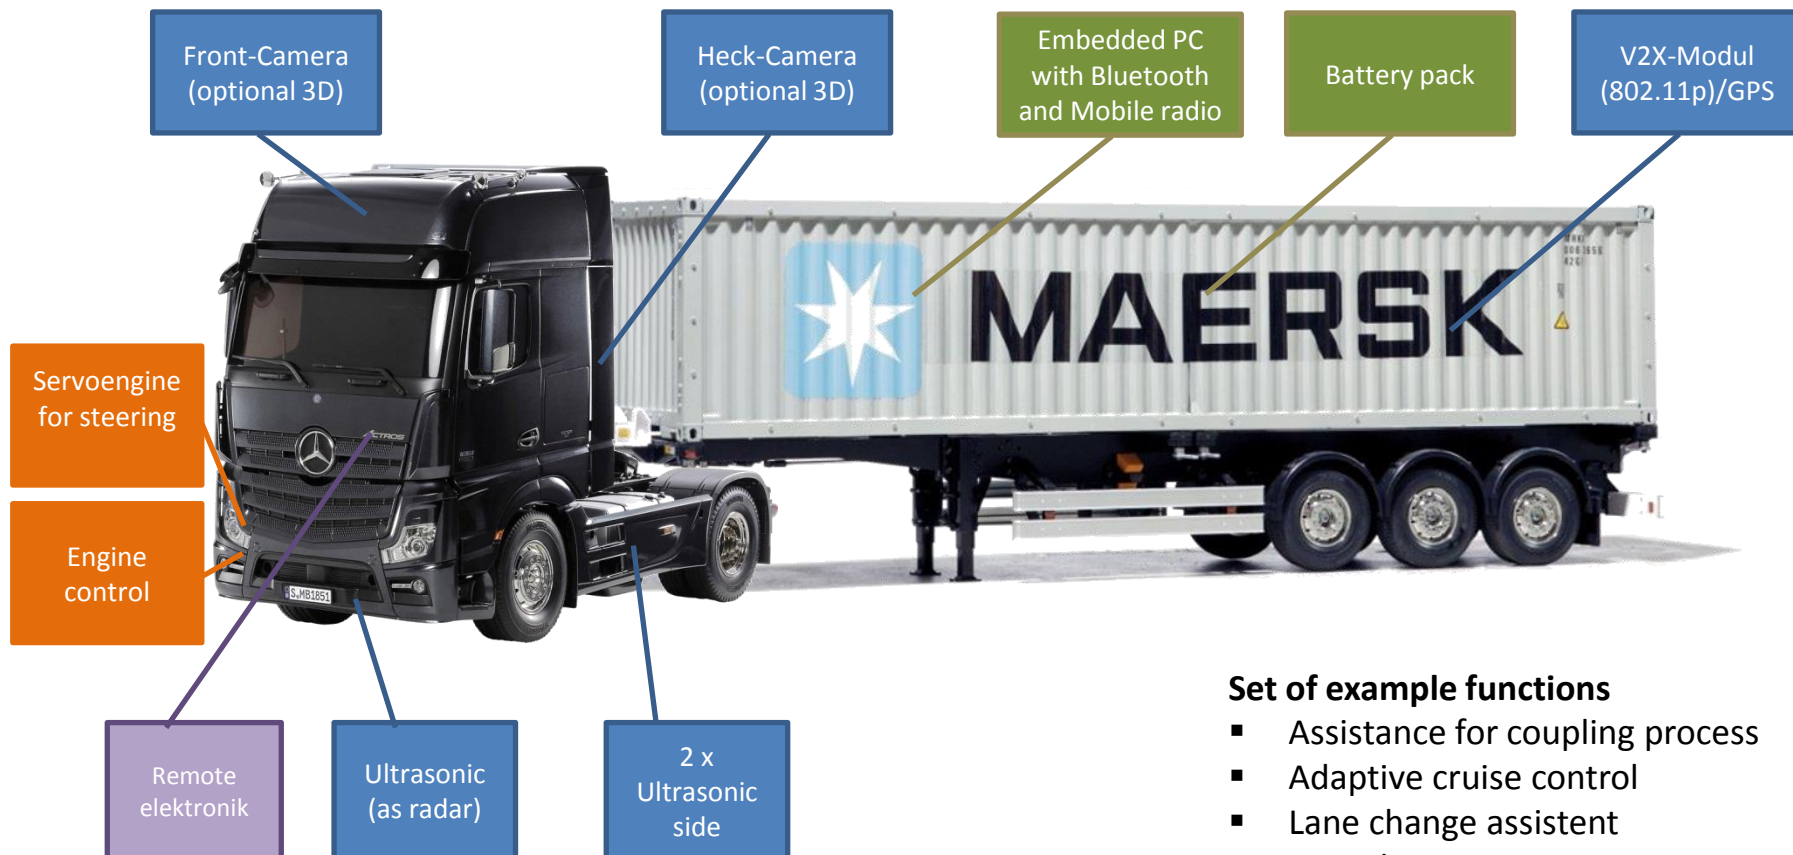 Front-Camera
(optional 3D)
Heck-Camera
(optional 3D)
Embedded PC
with Bluetooth
and Mobile radio
Battery pack
V2X-Modul
(802.11p)/GPS
MAERSK
Servoengine
for steering
ACTROS
Engine
control
S MB1851
Remote
elektronik
Ultrasonic
(as radar)
2 x
Ultrasonic
side
Set of example functions
▪ Assistance for coupling process
▪ Adaptive cruise control
▪ Lane change assistent